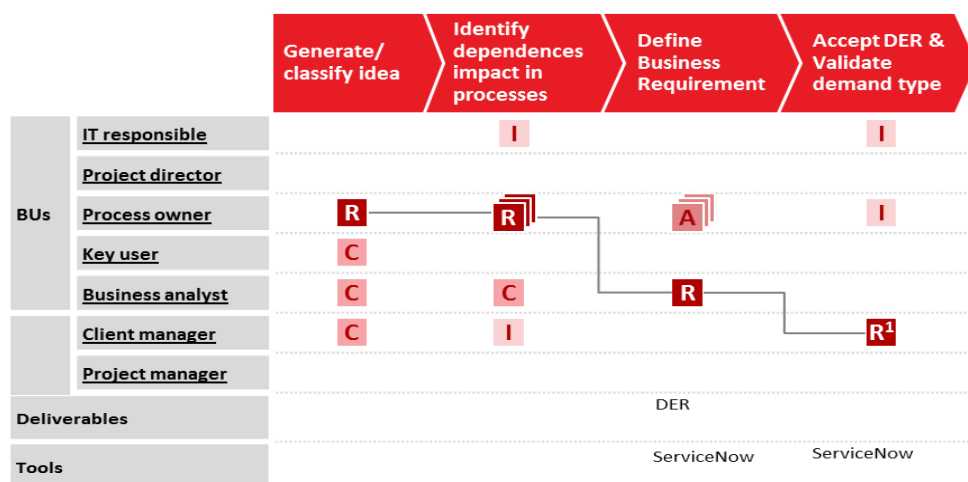 Generate/
classify idea
Identify
dependences
impact in
processes
Define
Business
Requirement
Accept DER &
Validate
demand type
BUs
IT responsible
I
I
Project director
Process owner
R
R
A
I
Key user
C
Business analyst
C
C
R
Client manager
C
I
R¹
Project manager
Deliverables
DER
Tools
ServiceNow
ServiceNow